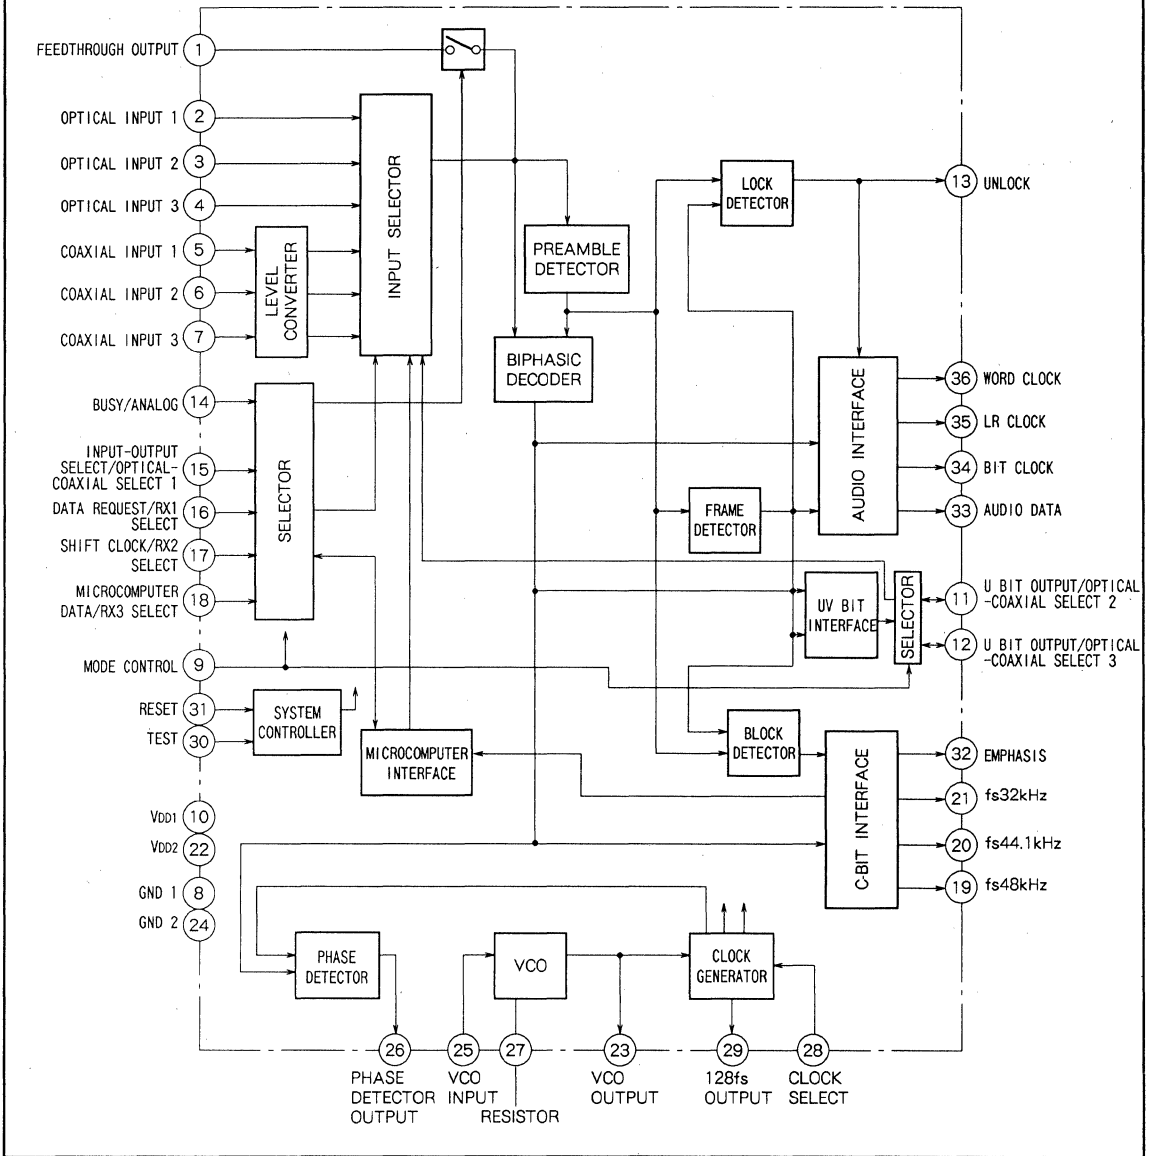 FEEDTHROUGH OUTPUT 1
OPTICAL INPUT 1 2
OPTICAL INPUT 2 3
OPTICAL INPUT 3 4
COAXIAL INPUT 1 5
COAXIAL INPUT 2 6
COAXIAL INPUT 3 7
BUSY/ANALOG 14
INPUT-OUTPUT
SELECT/OPTICAL-
COAXIAL SELECT 1
15
DATA REQUEST/RX1
SELECT
16
SHIFT CLOCK/RX2
SELECT
17
MICROCOMPUTER
DATA/RX3 SELECT
18
MODE CONTROL 9
RESET 31
TEST 30
VDD1 10
VDD2 22
GND 1 8
GND 2 24
LEVEL
CONVERTER
INPUT SELECTOR
SELECTOR
SYSTEM
CONTROLLER
MICROCOMPUTER
INTERFACE
PREAMBLE
DETECTOR
BIPHASIC
DECODER
LOCK
DETECTOR
FRAME
DETECTOR
AUDIO INTERFACE
UV BIT
INTERFACE
SELECTOR
BLOCK
DETECTOR
C-BIT INTERFACE
PHASE
DETECTOR
VCO
CLOCK
GENERATOR
13 UNLOCK
36 WORD CLOCK
35 LR CLOCK
34 BIT CLOCK
33 AUDIO DATA
11
U BIT OUTPUT/OPTICAL
-COAXIAL SELECT 2
12
U BIT OUTPUT/OPTICAL
-COAXIAL SELECT 3
32 EMPHASIS
21 fs32kHz
20 fs44.1kHz
19 fs48kHz
26
PHASE
DETECTOR
OUTPUT
25
VCO
INPUT
27
RESISTOR
23
VCO
OUTPUT
29
128fs
OUTPUT
28
CLOCK
SELECT